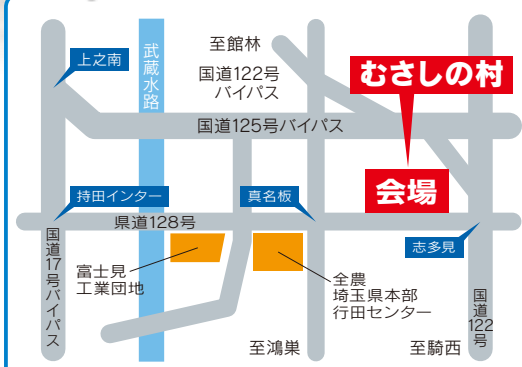 上之南
武蔵水路
至館林
国道122号
バイパス
むさしの村
国道125号バイパス
会場
持田インター
真名板
県道128号
志多見
国道17号バイパス
富士見
工業団地
全農
埼玉県本部
行田センター
国道122号
至鴻巣
至騎西